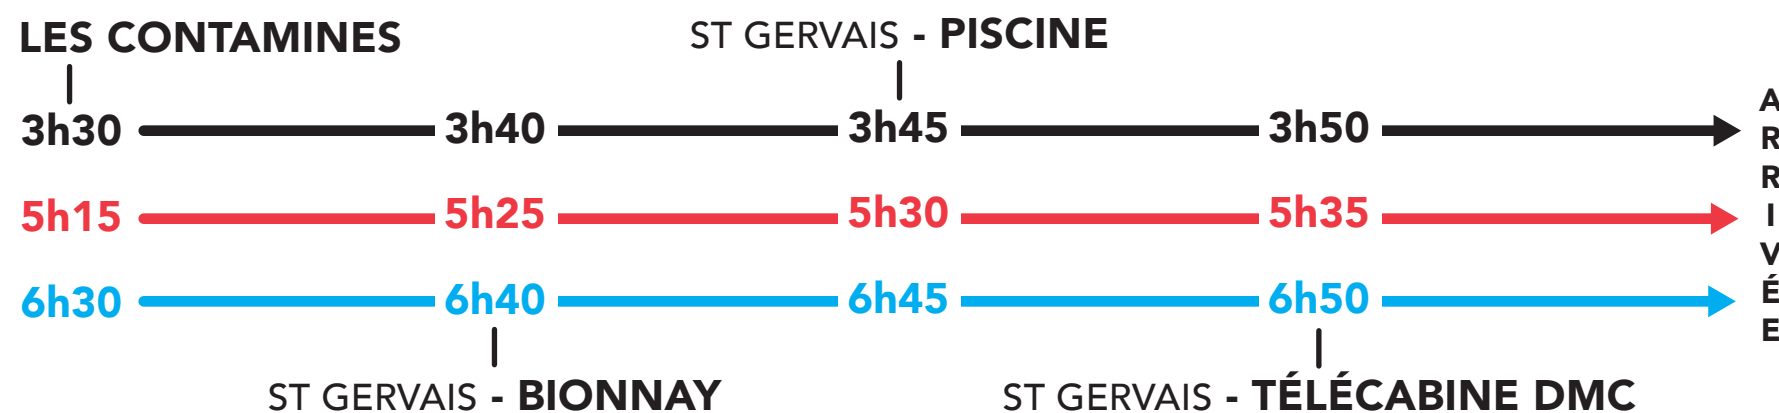 LES CONTAMINES
ST GERVAIS - PISCINE
3h30 3h40 3h45 3h50
5h15 5h25 5h30 5h35
6h30 6h40 6h45 6h50
ST GERVAIS - BIONNAY
ST GERVAIS - TÉLÉCABINE DMC
ARRIVÉE